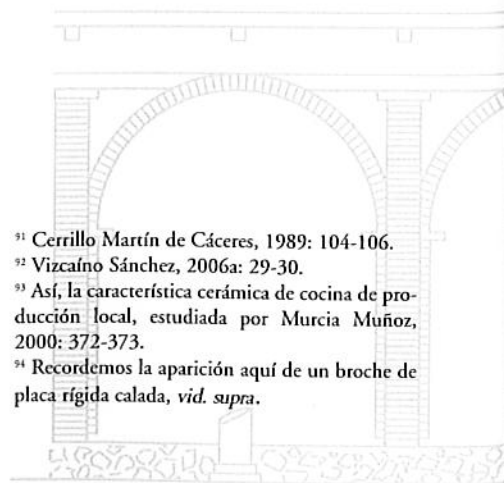 ⁹¹ Cerrillo Martín de Cáceres, 1989: 104-106.
⁹² Vizcaíno Sánchez, 2006a: 29-30.
⁹³ Así, la característica cerámica de cocina de pro-
ducción local, estudiada por Murcia Muñoz,
2000: 372-373.
⁹⁴ Recordemos la aparición aquí de un broche de
placa rígida calada, vid. supra.